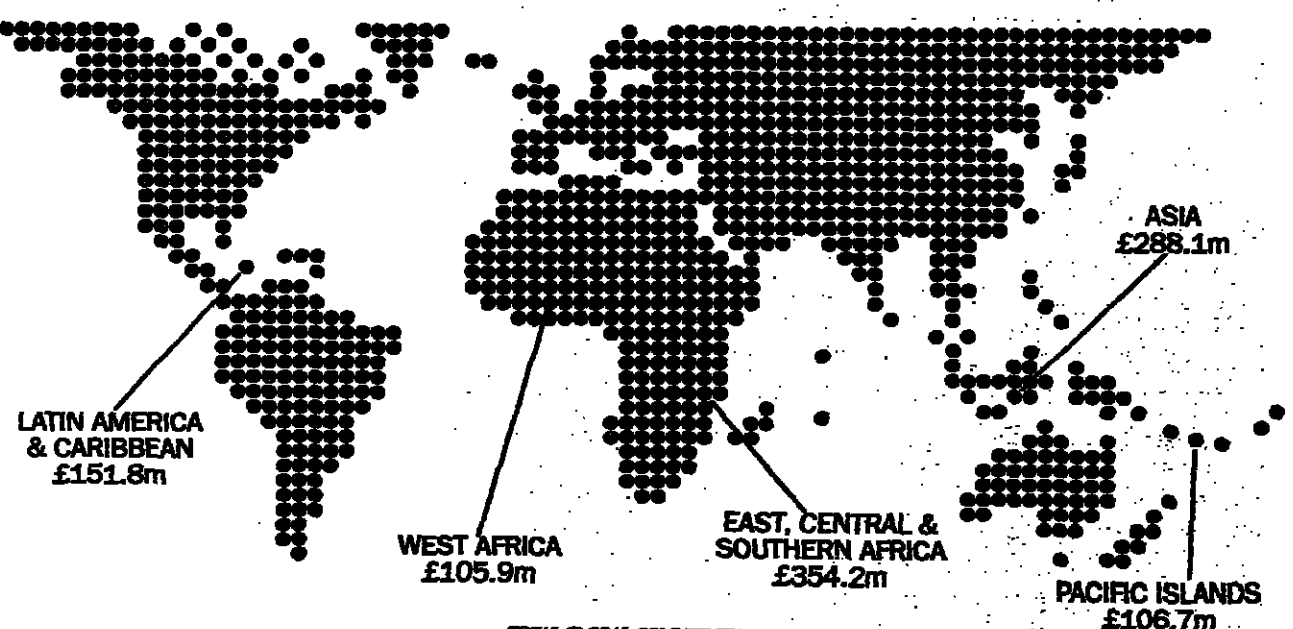 ASIA
£288.1m
LATIN AMERICA
& CARIBBEAN
£151.8m
WEST AFRICA
£105.9m
EAST, CENTRAL &
SOUTHERN AFRICA
£354.2m
PACIFIC ISLANDS
£106.7m